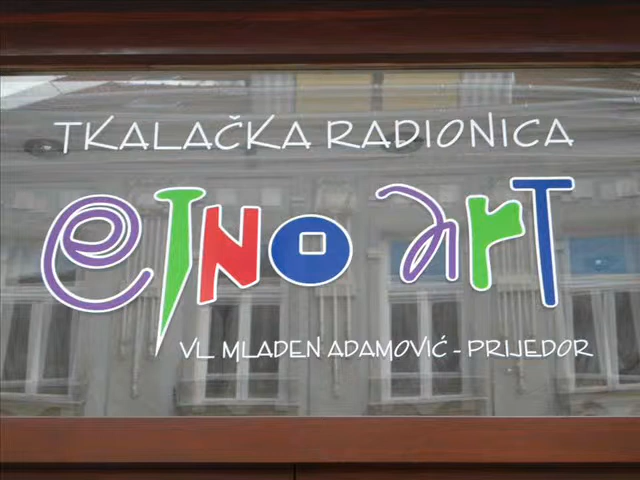 TKALAČKA RADIONICA
etNo art
VL MLADEN ADAMOVIĆ - PRIJEDOR